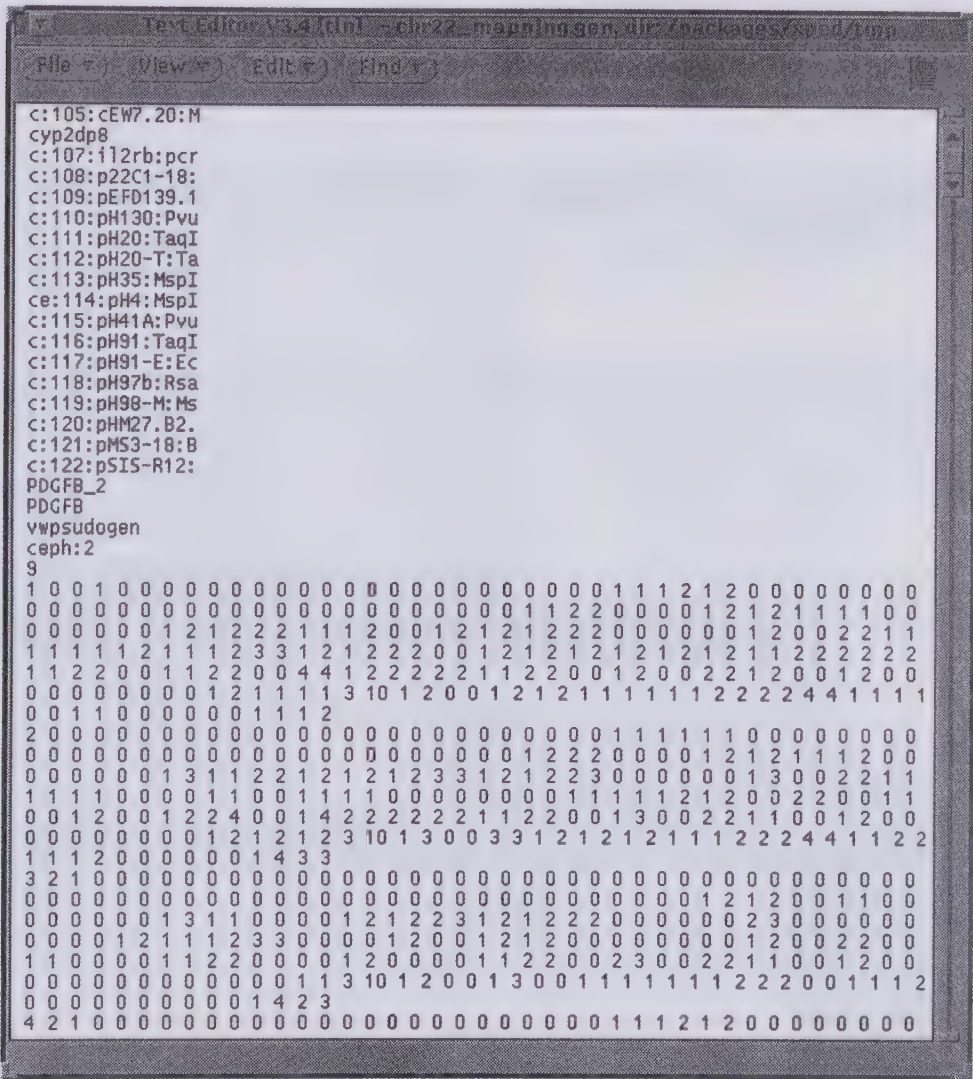 Text Editor V3.4
File View Edit Find
c:105:cEW7.20:M
cyp2dp8
c:107:il2rb:pcr
c:108:p22C1-18:
c:109:pEFD139.1
c:110:pH130:Pvu
c:111:pH20:TaqI
c:112:pH20-T:Ta
c:113:pH35:MspI
ce:114:pH4:MspI
c:115:pH41A:Pvu
c:116:pH91:TaqI
c:117:pH91-E:Ec
c:118:pH97b:Rsa
c:119:pH98-M:Ms
c:120:pHM27.B2.
c:121:pMS3-18:B
c:122:pSIS-R12:
PDGFB_2
PDGFB
vwpsudogen
ceph:2
9
1 0 0 1 0 0 0 0 0 0 0 0 0 0 0 0 0 0 0 0 0 0 0 0 0 0 1 1 1 2 1 2 0 0 0 0 0 0 0 0
0 0 0 0 0 0 0 0 0 0 0 0 0 0 0 0 0 0 0 0 0 0 1 1 2 2 0 0 0 0 1 2 1 2 1 1 1 1 0 0
0 0 0 0 0 0 1 2 1 2 2 2 1 1 1 2 0 0 1 2 1 2 1 2 2 2 0 0 0 0 0 0 1 2 0 0 2 2 1 1
1 1 1 1 1 2 1 1 1 2 3 3 1 2 1 2 2 2 0 0 1 2 1 2 1 2 1 2 1 2 1 2 1 1 2 2 2 2 2 2
1 1 2 2 0 0 1 1 2 2 0 0 4 4 1 2 2 2 2 2 1 1 2 2 0 0 1 2 0 0 2 2 1 2 0 0 1 2 0 0
0 0 0 0 0 0 0 0 1 2 1 1 1 1 3 10 1 2 0 0 1 2 1 2 1 1 1 1 1 1 2 2 2 2 4 4 1 1 1 1
0 0 1 1 0 0 0 0 0 0 1 1 1 2
2 0 0 0 0 0 0 0 0 0 0 0 0 0 0 0 0 0 0 0 0 0 0 0 0 0 1 1 1 1 1 1 0 0 0 0 0 0 0 0
0 0 0 0 0 0 0 0 0 0 0 0 0 0 0 0 0 0 0 0 0 0 1 2 2 2 0 0 0 0 1 2 1 2 1 1 1 2 0 0
0 0 0 0 0 0 1 3 1 1 2 2 1 2 1 2 1 2 3 3 1 2 1 2 2 3 0 0 0 0 0 0 1 3 0 0 2 2 1 1
1 1 1 1 0 0 0 0 1 1 0 0 1 1 1 1 0 0 0 0 0 0 0 0 1 1 1 1 1 2 1 2 0 0 2 2 0 0 1 1
0 0 1 2 0 0 1 2 2 4 0 0 1 4 2 2 2 2 2 2 1 1 2 2 0 0 1 3 0 0 2 2 1 1 0 0 1 2 0 0
0 0 0 0 0 0 0 0 1 2 1 2 1 2 3 10 1 3 0 0 3 3 1 2 1 2 1 2 1 1 1 2 2 2 4 4 1 1 2 2
1 1 1 2 0 0 0 0 0 0 1 4 3 3
3 2 1 0 0 0 0 0 0 0 0 0 0 0 0 0 0 0 0 0 0 0 0 0 0 0 0 0 0 0 0 0 0 0 0 0 0 0 0 0
0 0 0 0 0 0 0 0 0 0 0 0 0 0 0 0 0 0 0 0 0 0 0 0 0 0 0 0 0 0 1 2 1 2 0 0 1 1 0 0
0 0 0 0 0 0 1 3 1 1 0 0 0 0 1 2 1 2 2 3 1 2 1 2 2 2 0 0 0 0 0 0 2 3 0 0 0 0 0 0
0 0 0 0 1 2 1 1 1 2 3 3 0 0 0 0 1 2 0 0 1 2 1 2 0 0 0 0 0 0 0 0 1 2 0 0 2 2 0 0
1 1 0 0 0 0 1 1 2 2 0 0 0 0 1 2 0 0 0 0 1 1 2 2 0 0 2 3 0 0 2 2 1 1 0 0 1 2 0 0
0 0 0 0 0 0 0 0 0 0 0 0 1 1 3 10 1 2 0 0 1 3 0 0 1 1 1 1 1 1 1 2 2 2 0 0 1 1 1 2
0 0 0 0 0 0 0 0 0 0 1 4 2 3
4 2 1 0 0 0 0 0 0 0 0 0 0 0 0 0 0 0 0 0 0 0 0 0 0 0 1 1 1 2 1 2 0 0 0 0 0 0 0 0